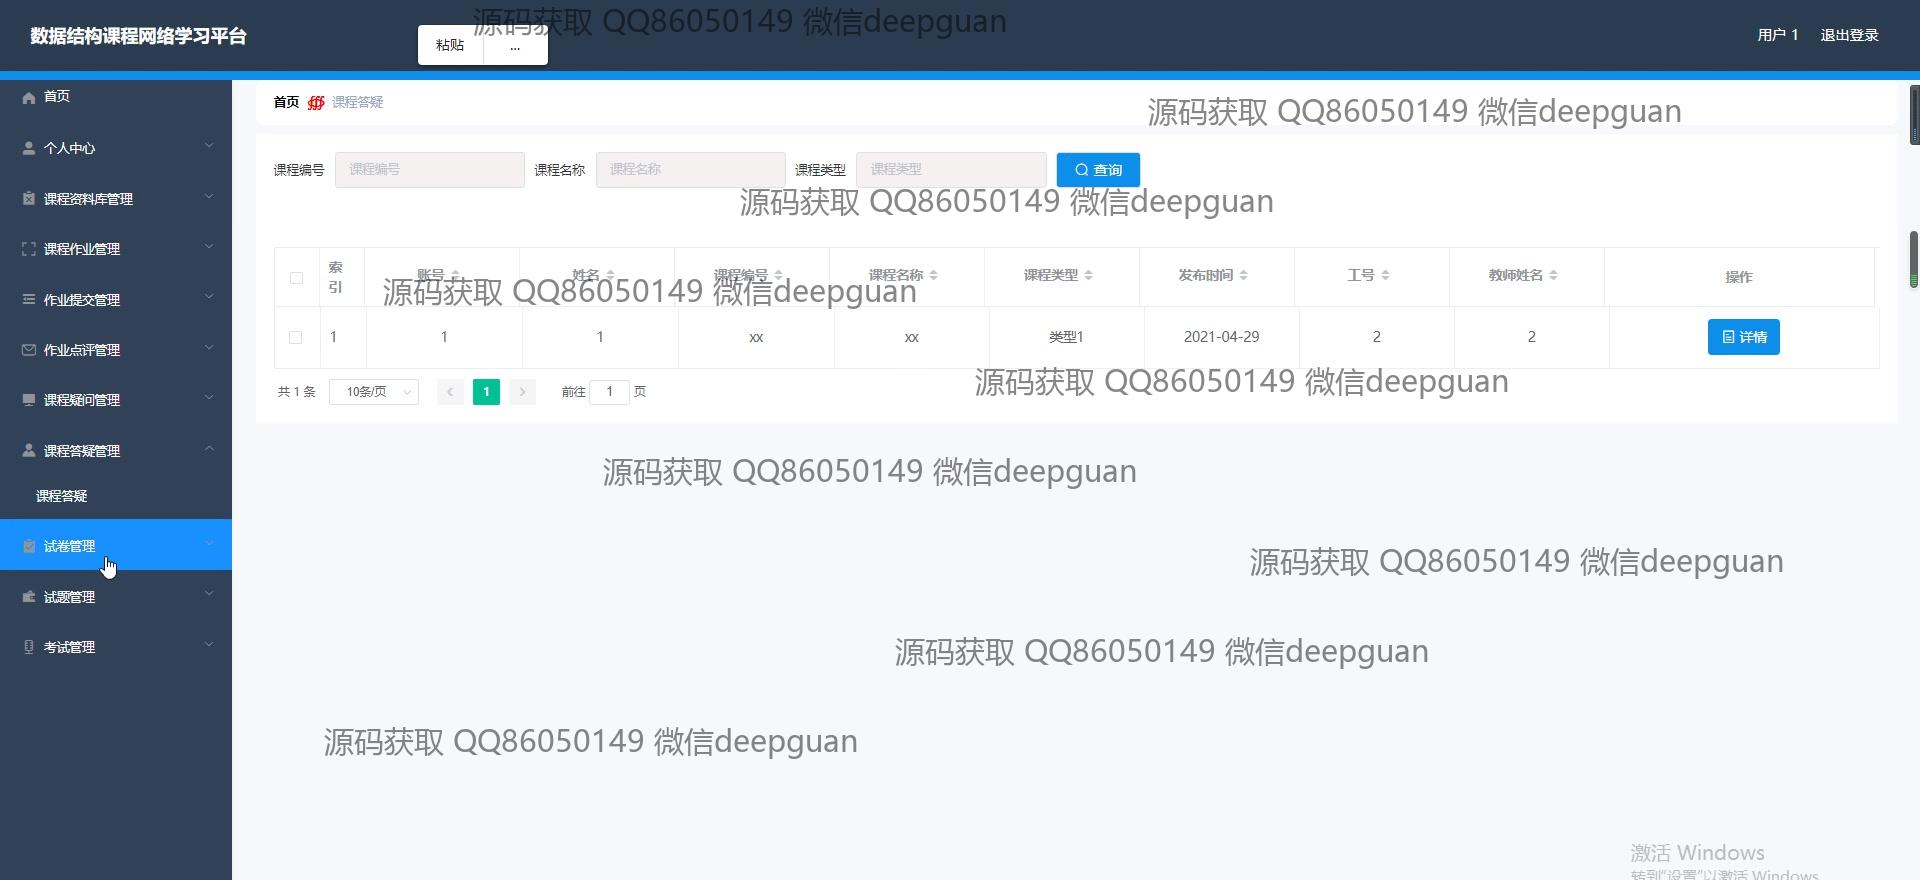 源码获取 QQ86050149 微信deepguan
数据结构课程网络学习平台
粘贴
...
用户 1
退出登录
首页
个人中心
课程资料库管理
课程作业管理
作业提交管理
作业点评管理
课程疑问管理
课程答疑管理
课程答疑
试卷管理
试题管理
考试管理
首页 课程答疑
源码获取 QQ86050149 微信deepguan
课程编号 课程编号 课程名称 课程名称 课程类型 课程类型 查询
源码获取 QQ86050149 微信deepguan
索引 账号 姓名 课程编号 课程名称 课程类型 发布时间 工号 教师姓名 操作
源码获取 QQ86050149 微信deepguan
1 1 1 xx xx 类型1 2021-04-29 2 2 详情
源码获取 QQ86050149 微信deepguan
共 1 条 10条/页 1 前往 1 页
源码获取 QQ86050149 微信deepguan
源码获取 QQ86050149 微信deepguan
源码获取 QQ86050149 微信deepguan
源码获取 QQ86050149 微信deepguan
激活 Windows
转到"设置"以激活 Windows